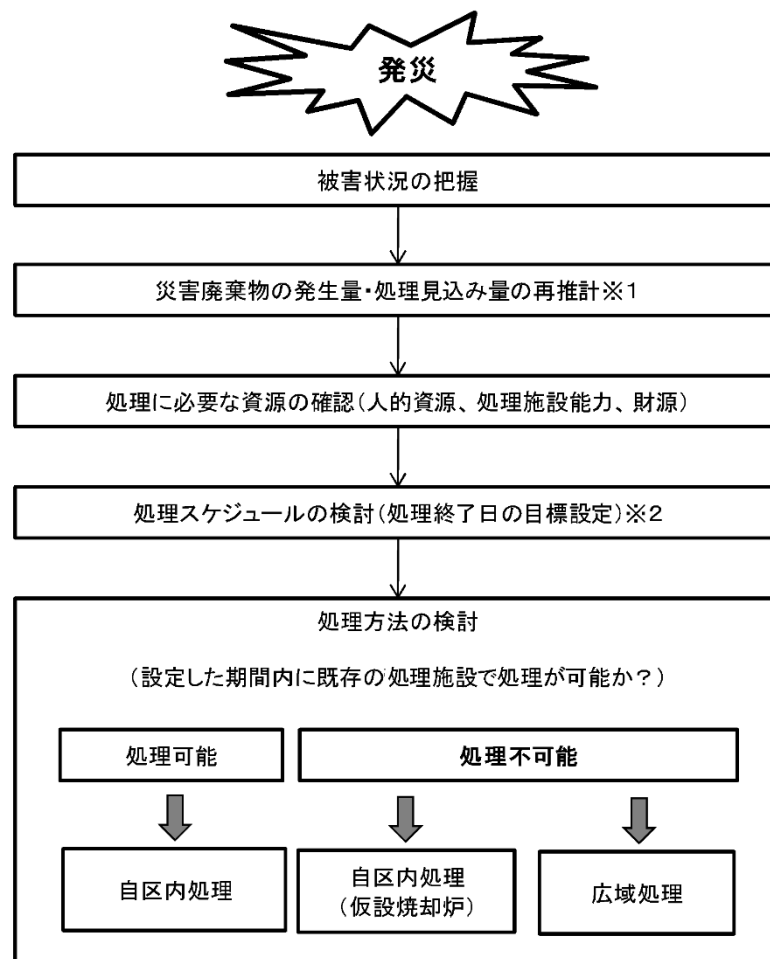 発災
被害状況の把握
災害廃棄物の発生量・処理見込み量の再推計※1
処理に必要な資源の確認(人的資源、処理施設能力、財源)
処理スケジュールの検討(処理終了日の目標設定)※2
処理方法の検討
(設定した期間内に既存の処理施設で処理が可能か?)
処理可能
処理不可能
自区内処理
自区内処理
(仮設焼却炉)
広域処理